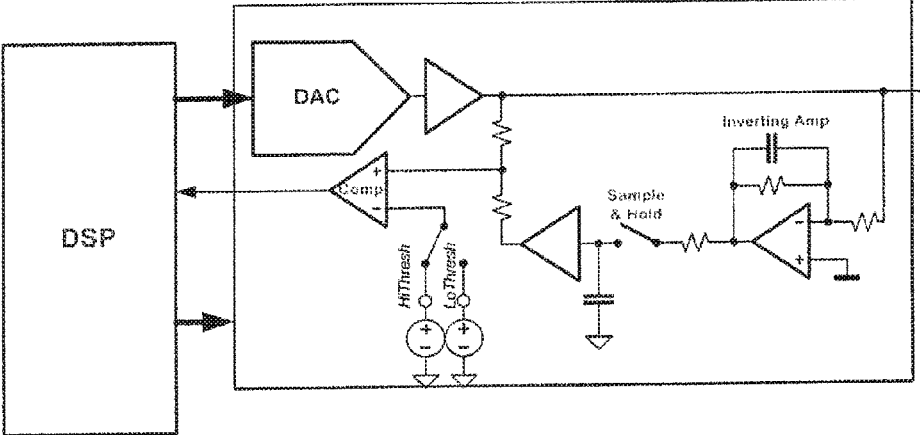 DAC
Inverting Amp
+
Comp
−
Sample
& Hold
DSP
HiThresh
LoThresh
−
+
+
−
+
−